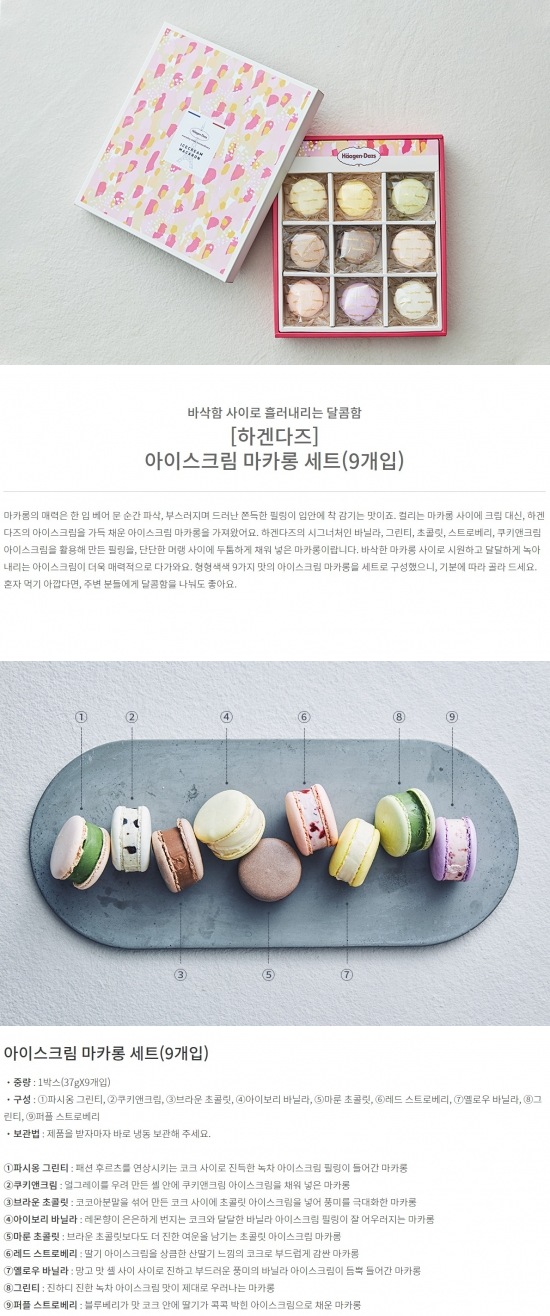 Häagen-Dazs
ICECREAM
MACARON
Häagen-Dazs
바삭함 사이로 흘러내리는 달콤함
[하겐다즈]
아이스크림 마카롱 세트(9개입)
마카롱의 매력은 한 입 베어 문 순간 파삭, 부스러지며 드러난 쫀득한 필링이 입안에 착 감기는 맛이죠. 컬리는 마카롱 사이에 크림 대신, 하겐
다즈의 아이스크림을 가득 채운 아이스크림 마카롱을 가져왔어요. 하겐다즈의 시그니처인 바닐라, 그린티, 초콜릿, 스트로베리, 쿠키앤크림
아이스크림을 활용해 만든 필링을, 단단한 머랭 사이에 두툼하게 채워 넣은 마카롱이랍니다. 바삭한 마카롱 사이로 시원하고 달달하게 녹아
내리는 아이스크림이 더욱 매력적으로 다가와요. 형형색색 9가지 맛의 아이스크림 마카롱을 세트로 구성했으니, 기분에 따라 골라 드세요.
혼자 먹기 아깝다면, 주변 분들에게 달콤함을 나눠도 좋아요.
① ② ④ ⑥ ⑧ ⑨
③ ⑤ ⑦
아이스크림 마카롱 세트(9개입)
・중량 : 1박스(37gX9개입)
・구성 : ①파시옹 그린티, ②쿠키앤크림, ③브라운 초콜릿, ④아이보리 바닐라, ⑤마룬 초콜릿, ⑥레드 스트로베리, ⑦옐로우 바닐라, ⑧그
린티, ⑨퍼플 스트로베리
・보관법 : 제품을 받자마자 바로 냉동 보관해 주세요.
①파시옹 그린티 : 패션 후르츠를 연상시키는 코크 사이로 진득한 녹차 아이스크림 필링이 들어간 마카롱
②쿠키앤크림 : 얼그레이를 우려 만든 셸 안에 쿠키앤크림 아이스크림을 채워 넣은 마카롱
③브라운 초콜릿 : 코코아분말을 섞어 만든 코크 사이에 초콜릿 아이스크림을 넣어 풍미를 극대화한 마카롱
④아이보리 바닐라 : 레몬향이 은은하게 번지는 코크와 달달한 바닐라 아이스크림 필링이 잘 어우러지는 마카롱
⑤마룬 초콜릿 : 브라운 초콜릿보다도 더 진한 여운을 남기는 초콜릿 아이스크림 마카롱
⑥레드 스트로베리 : 딸기 아이스크림을 상큼한 산딸기 느낌의 코크로 부드럽게 감싼 마카롱
⑦옐로우 바닐라 : 망고 맛 셸 사이 사이로 진하고 부드러운 풍미의 바닐라 아이스크림이 듬뿍 들어간 마카롱
⑧그린티 : 진하디 진한 녹차 아이스크림 맛이 제대로 우러나는 마카롱
⑨퍼플 스트로베리 : 블루베리가 맛 코크 안에 딸기가 콕콕 박힌 아이스크림으로 채운 마카롱